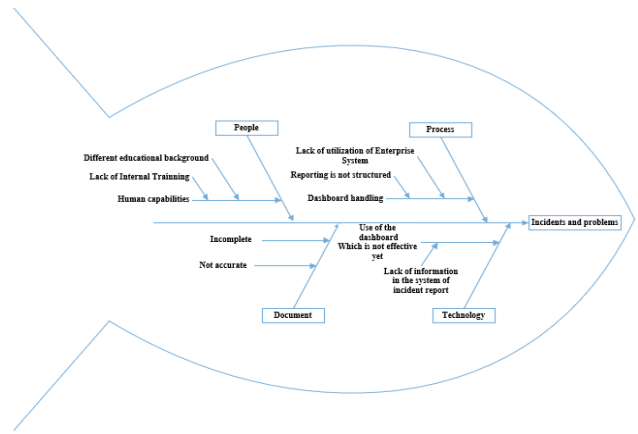 People
Process
Different educational background
Lack of Internal Trainning
Human capabilities
Lack of utilization of Enterprise
System
Reporting is not structured
Dashboard handling
Incidents and problems
Incomplete
Not accurate
Use of the
dashboard
Which is not effective
yet
Lack of information
in the system of
incident report
Document
Technology